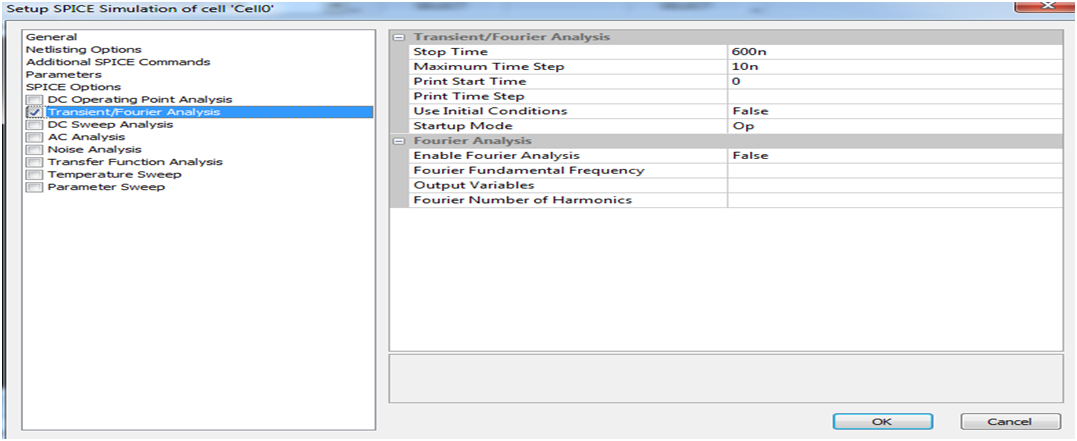 Setup SPICE Simulation of cell 'Cell0'
General
Netlisting Options
Additional SPICE Commands
Parameters
SPICE Options
DC Operating Point Analysis
Transient/Fourier Analysis
DC Sweep Analysis
AC Analysis
Noise Analysis
Transfer Function Analysis
Temperature Sweep
Parameter Sweep
Transient/Fourier Analysis
Stop Time 600n
Maximum Time Step 10n
Print Start Time 0
Print Time Step
Use Initial Conditions False
Startup Mode Op
Fourier Analysis
Enable Fourier Analysis False
Fourier Fundamental Frequency
Output Variables
Fourier Number of Harmonics
OK Cancel